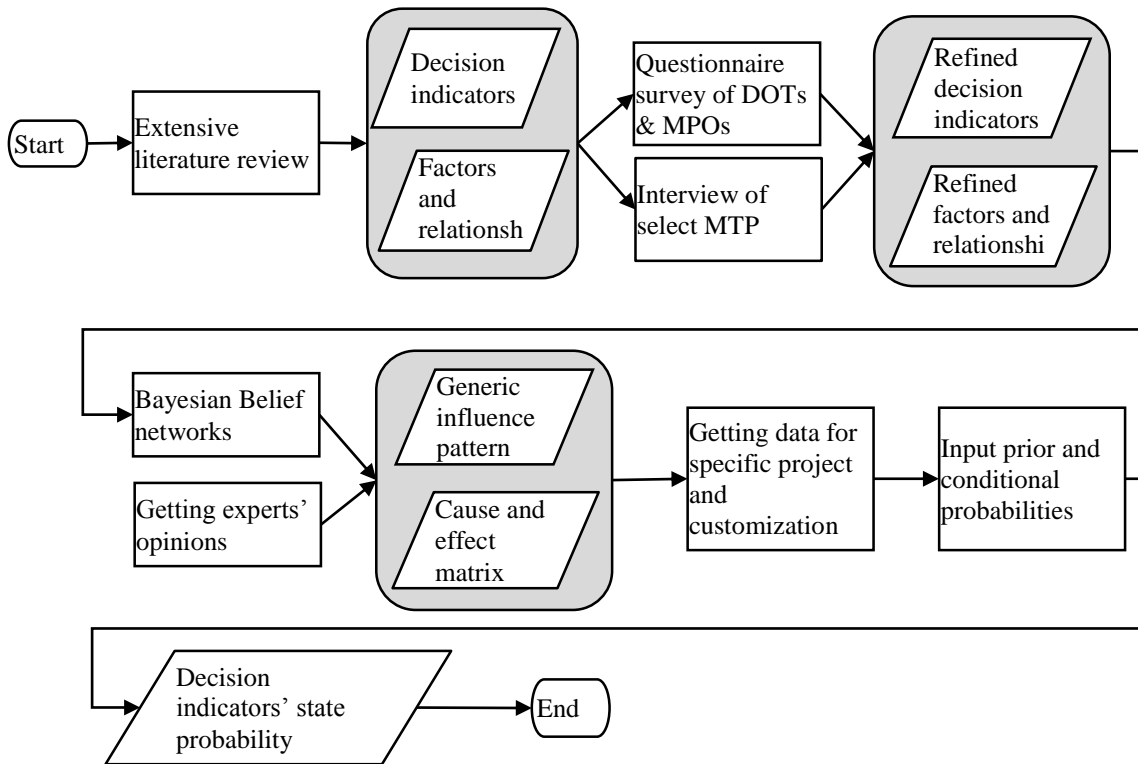 Start
Extensive
literature review
Decision
indicators
Factors
and
relationsh
Questionnaire
survey of DOTs
& MPOs
Interview of
select MTP
Refined
decision
indicators
Refined
factors and
relationshi
Bayesian Belief
networks
Getting experts’
opinions
Generic
influence
pattern
Cause and
effect
matrix
Getting data for
specific project
and
customization
Input prior and
conditional
probabilities
Decision
indicators’ state
probability
End